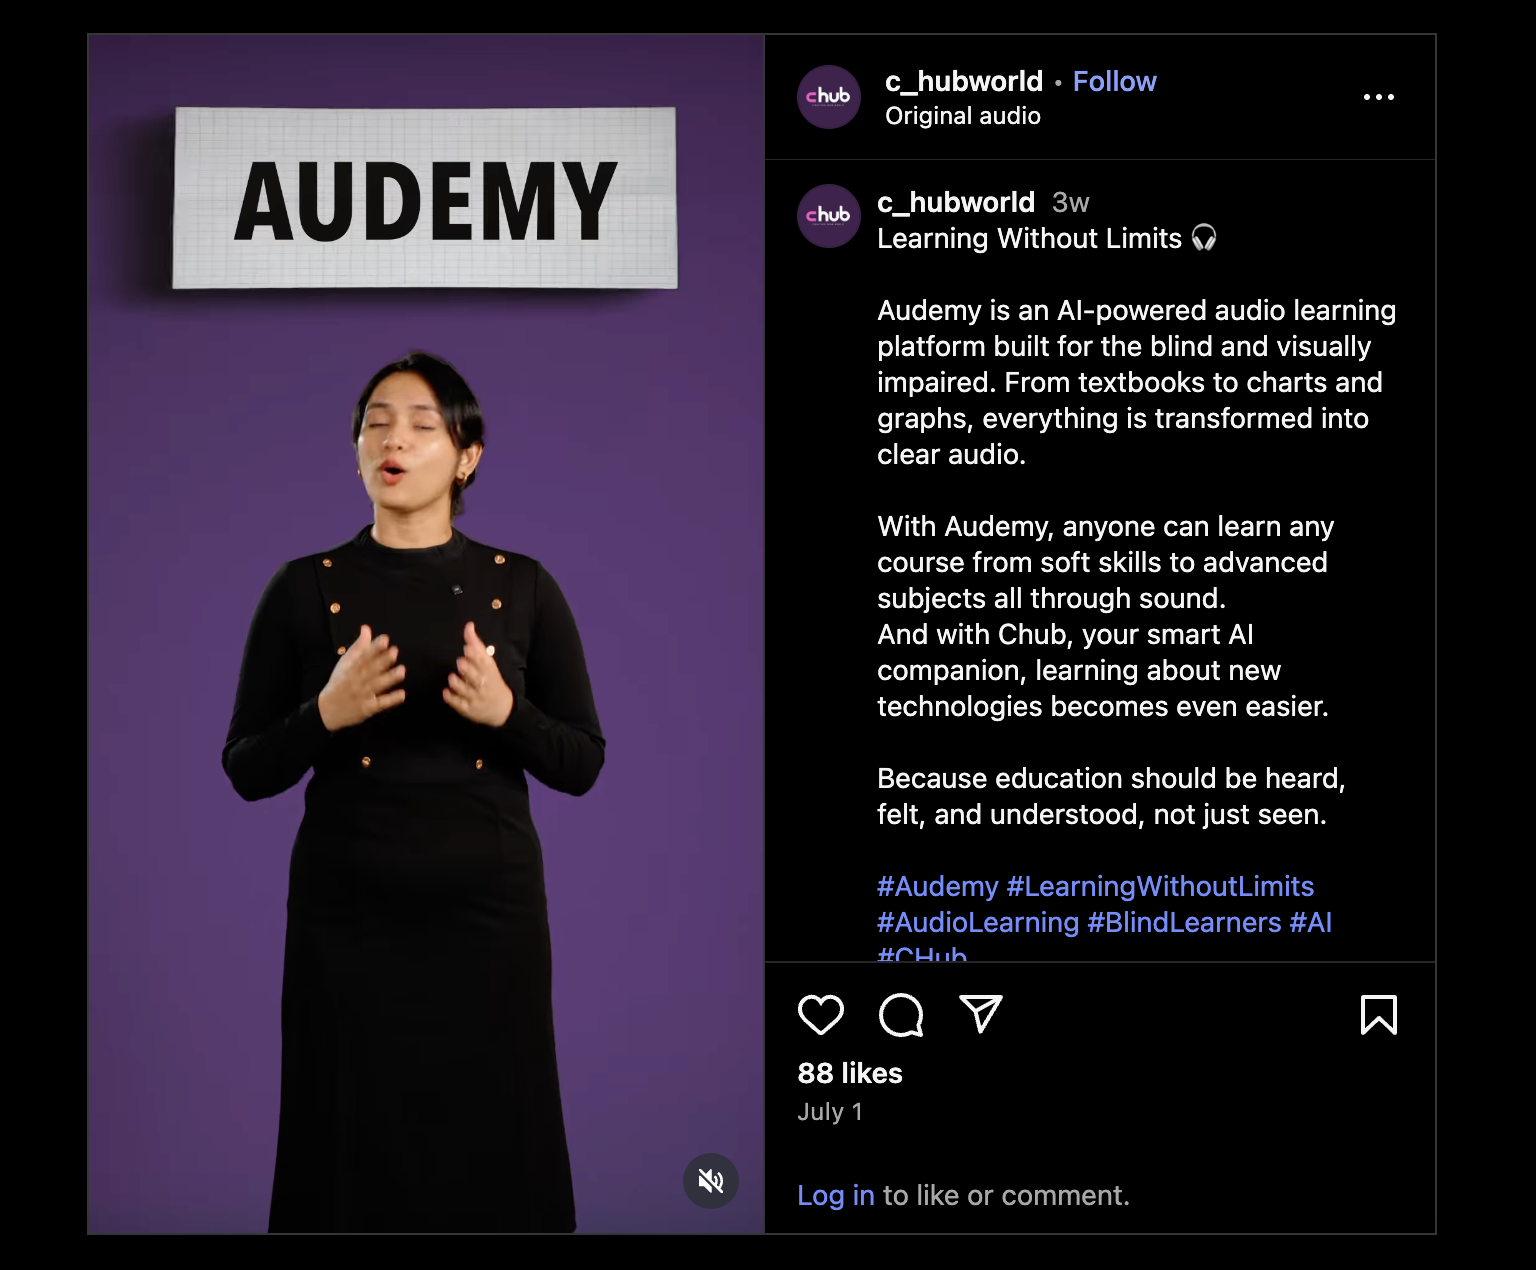 AUDEMY
chub
c_hubworld • Follow
Original audio
chub
c_hubworld 3w
Learning Without Limits 🎧
Audemy is an AI-powered audio learning
platform built for the blind and visually
impaired. From textbooks to charts and
graphs, everything is transformed into
clear audio.
With Audemy, anyone can learn any
course from soft skills to advanced
subjects all through sound.
And with Chub, your smart AI
companion, learning about new
technologies becomes even easier.
Because education should be heard,
felt, and understood, not just seen.
#Audemy #LearningWithoutLimits
#AudioLearning #BlindLearners #AI
#CHub
88 likes
July 1
Log in to like or comment.